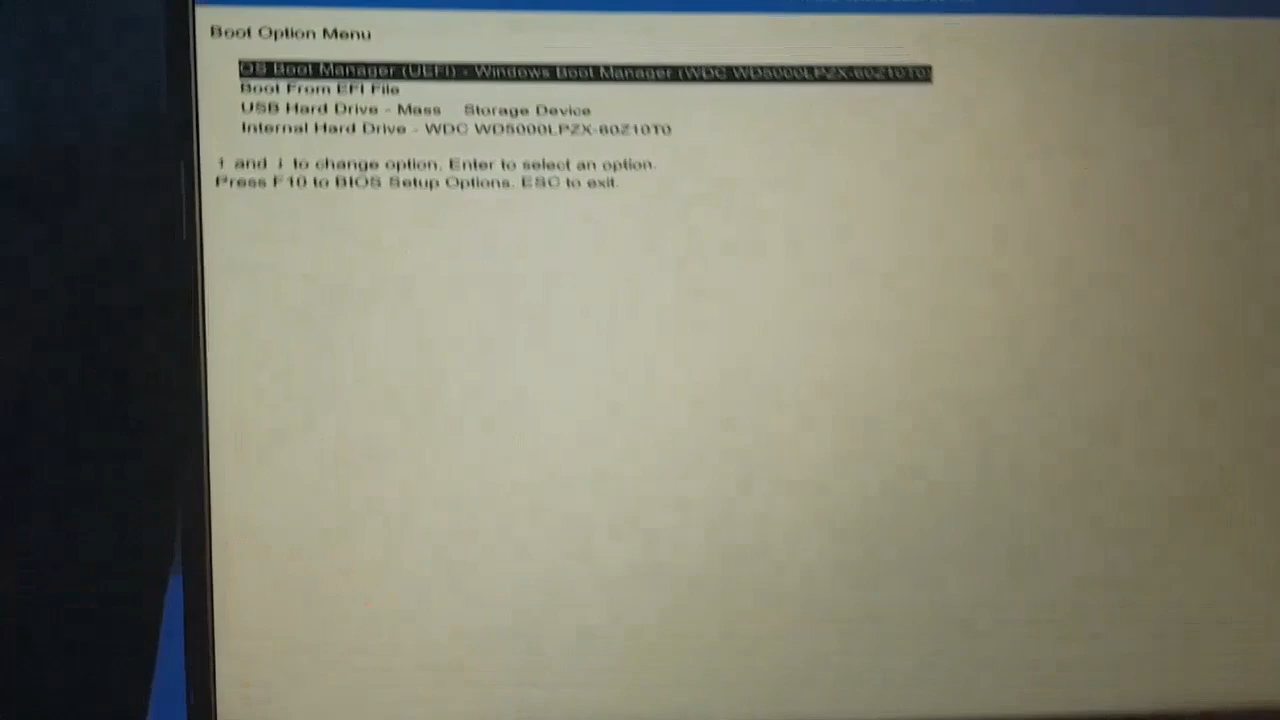 Boot Option Menu
OS Boot Manager (UEFI) - Windows Boot Manager (WDC WD5000LPZX-60Z10T0)
Boot From EFI File
USB Hard Drive - Mass Storage Device
Internal Hard Drive - WDC WD5000LPZX-60Z10T0
↑ and ↓ to change option. Enter to select an option.
Press F10 to BIOS Setup Options. ESC to exit.